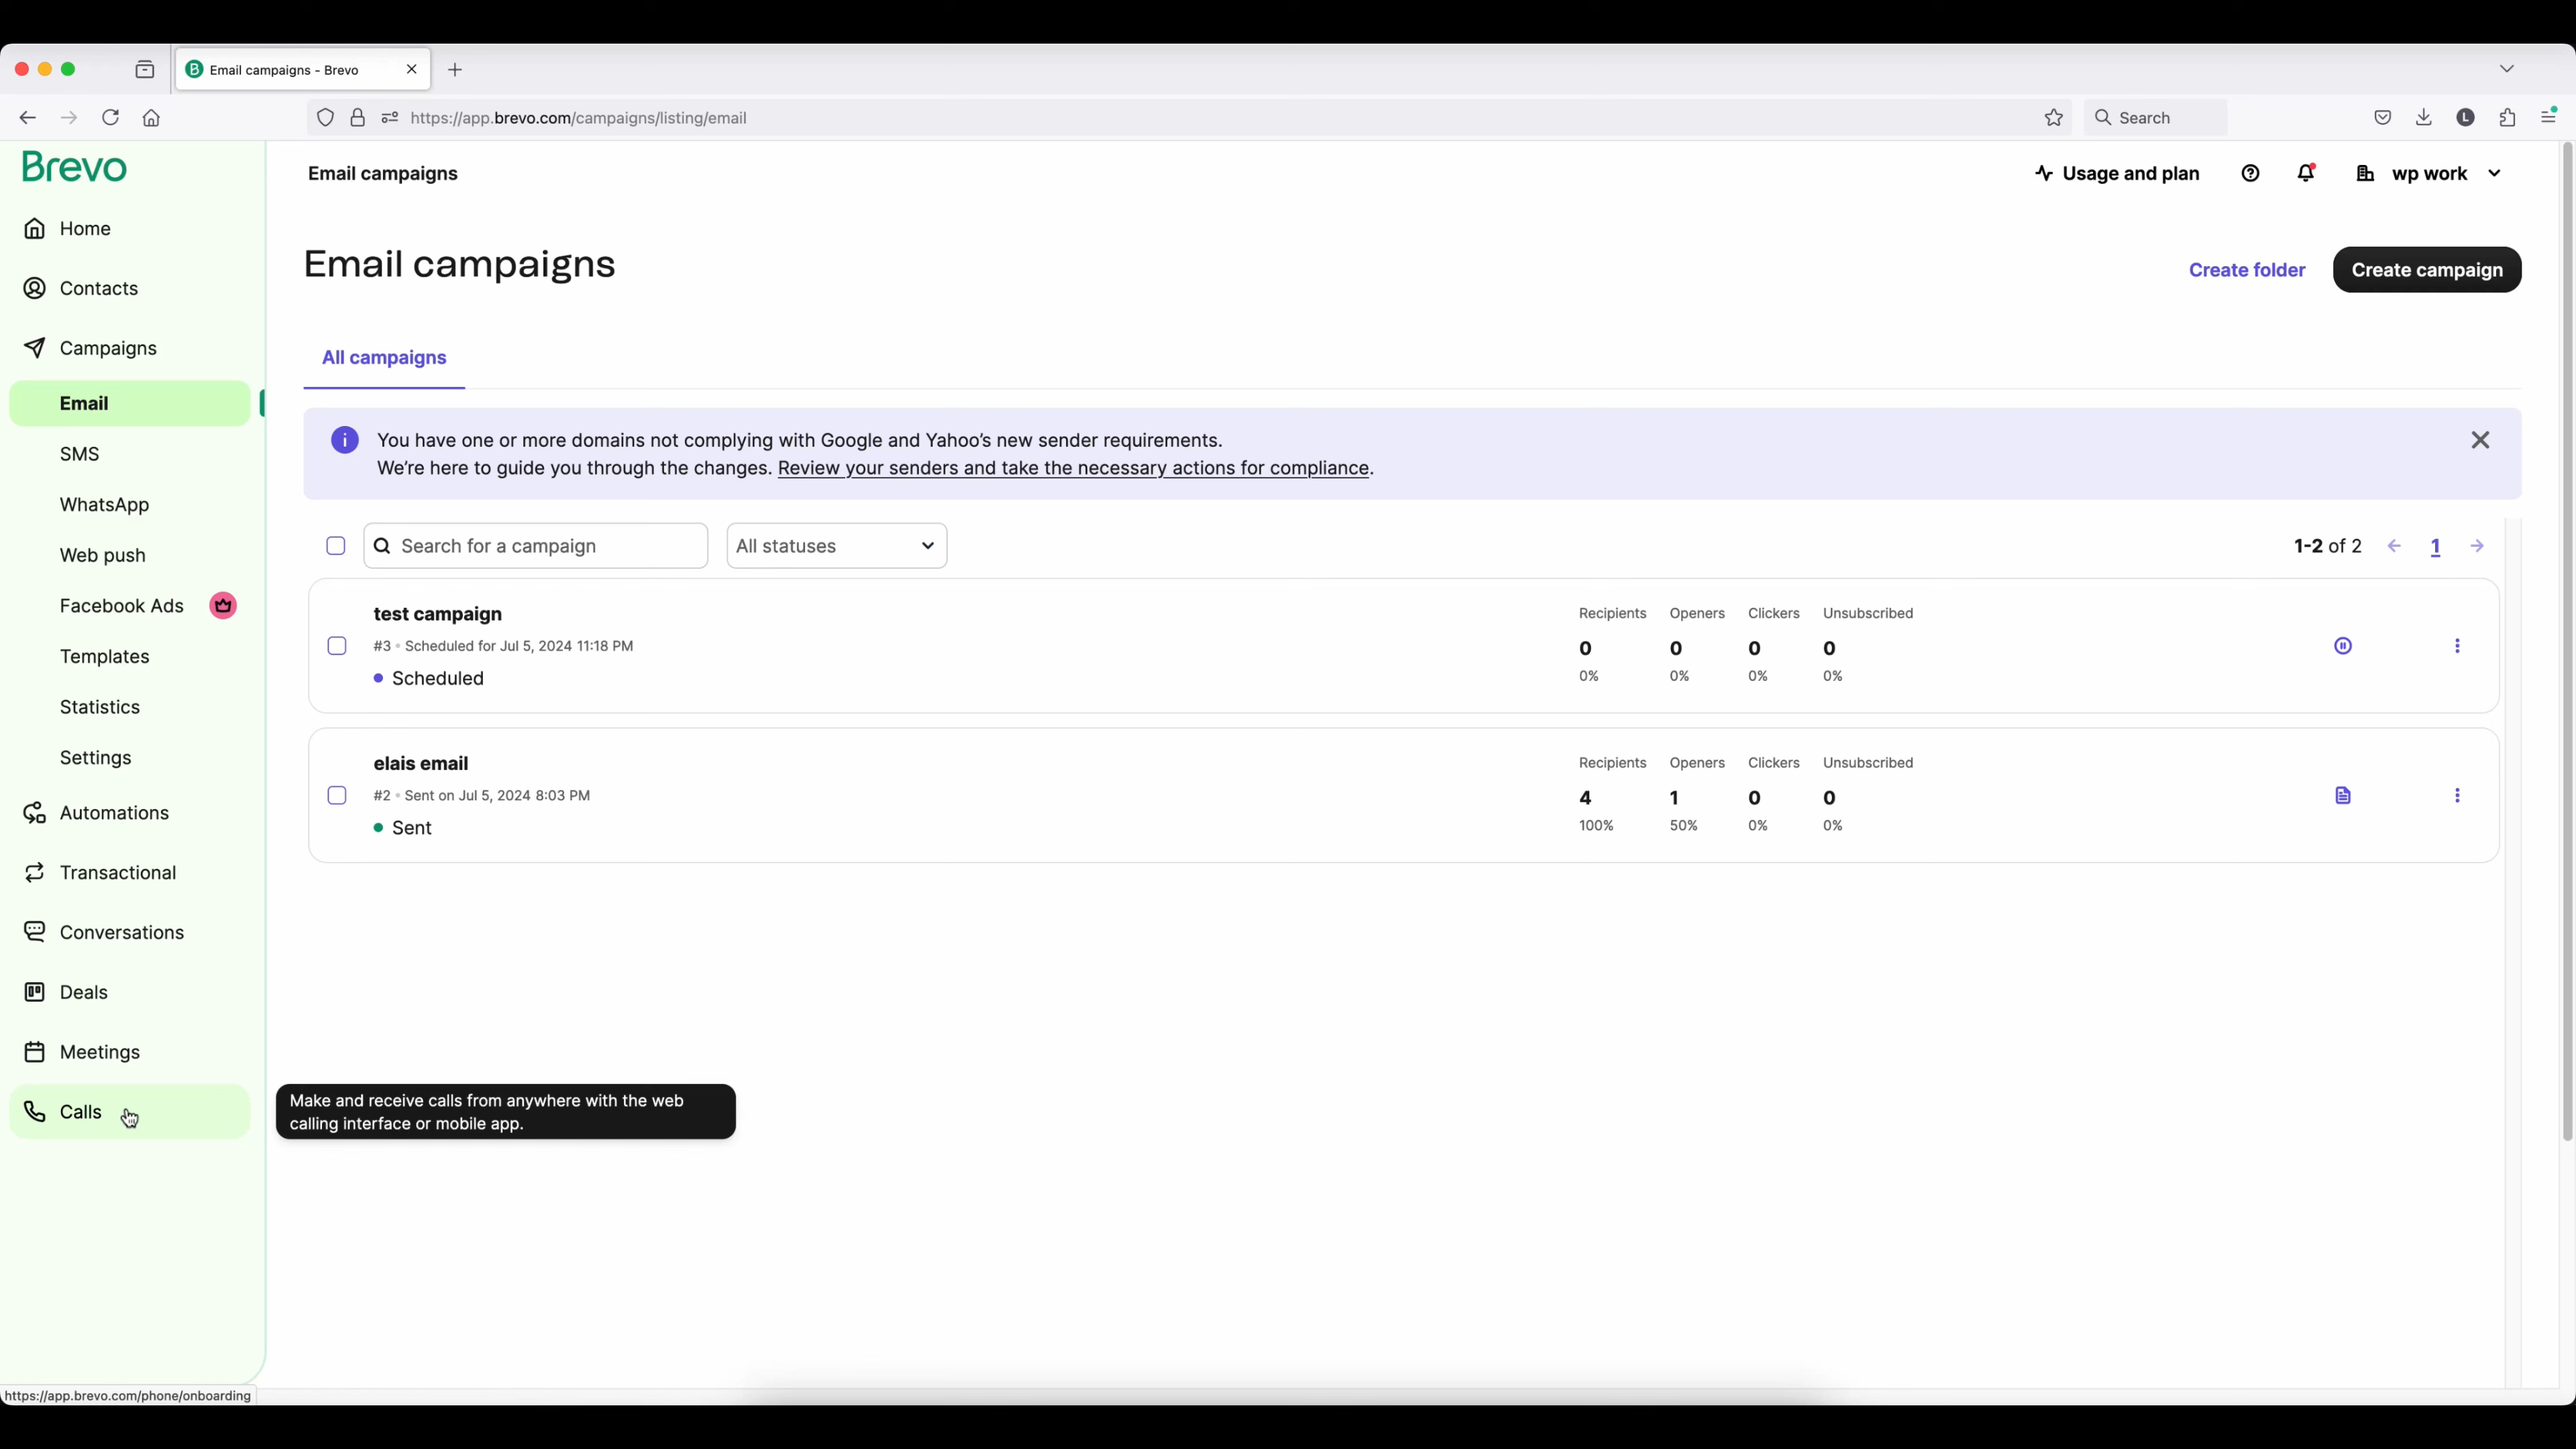 Email campaigns - Brevo
https://app.brevo.com/campaigns/listing/email
Search
L
Brevo
Home
Contacts
Campaigns
Email
SMS
WhatsApp
Web push
Facebook Ads
Templates
Statistics
Settings
Automations
Transactional
Conversations
Deals
Meetings
Calls
Email campaigns
Usage and plan
wp work
Email campaigns
Create folder
Create campaign
All campaigns
You have one or more domains not complying with Google and Yahoo's new sender requirements.
We're here to guide you through the changes. Review your senders and take the necessary actions for compliance.
Search for a campaign
All statuses
1-2 of 2
1
test campaign
#3 • Scheduled for Jul 5, 2024 11:18 PM
Scheduled
Recipients Openers Clickers Unsubscribed
0 0 0 0
0% 0% 0% 0%
elais email
#2 • Sent on Jul 5, 2024 8:03 PM
Sent
Recipients Openers Clickers Unsubscribed
4 1 0 0
100% 50% 0% 0%
Make and receive calls from anywhere with the web
calling interface or mobile app.
https://app.brevo.com/phone/onboarding